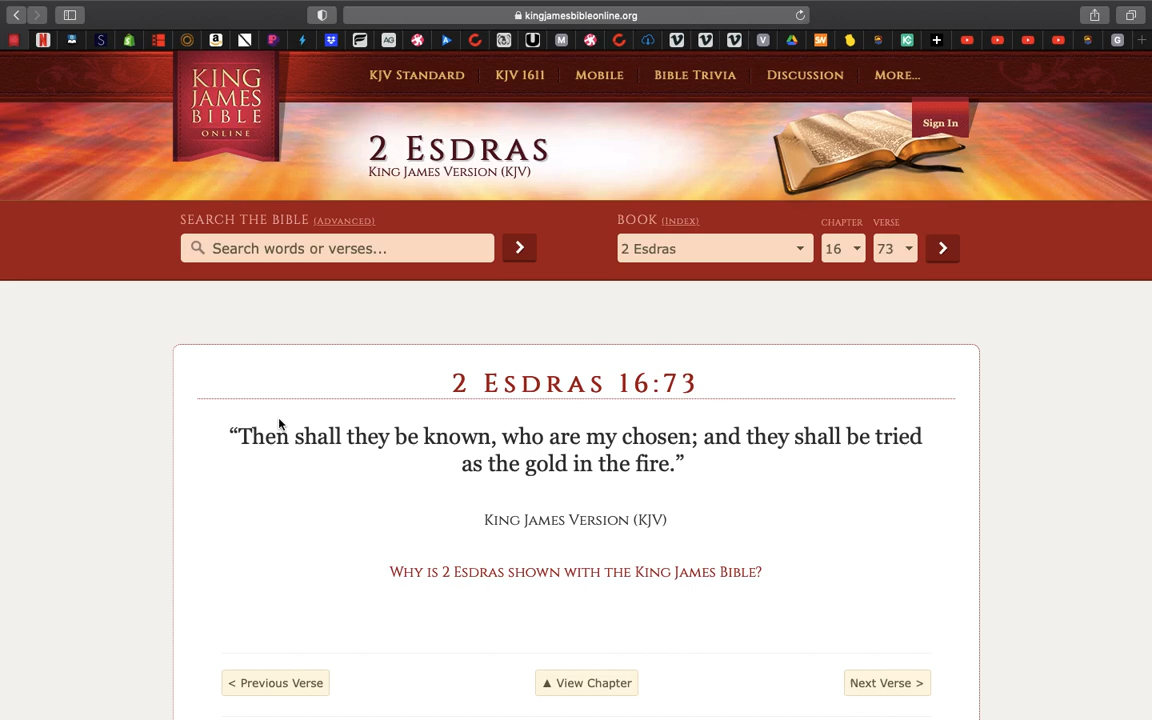 kingjamesbibleonline.org
KING
JAMES
BIBLE
ONLINE
KJV STANDARD
KJV 1611
MOBILE
BIBLE TRIVIA
DISCUSSION
MORE...
Sign In
2 ESDRAS
KING JAMES VERSION (KJV)
SEARCH THE BIBLE (ADVANCED)
Search words or verses...
BOOK (INDEX)
CHAPTER
VERSE
2 Esdras
16
73
2 ESDRAS 16:73
“Then shall they be known, who are my chosen; and they shall be tried
as the gold in the fire.”
KING JAMES VERSION (KJV)
WHY IS 2 ESDRAS SHOWN WITH THE KING JAMES BIBLE?
< Previous Verse
▲ View Chapter
Next Verse >